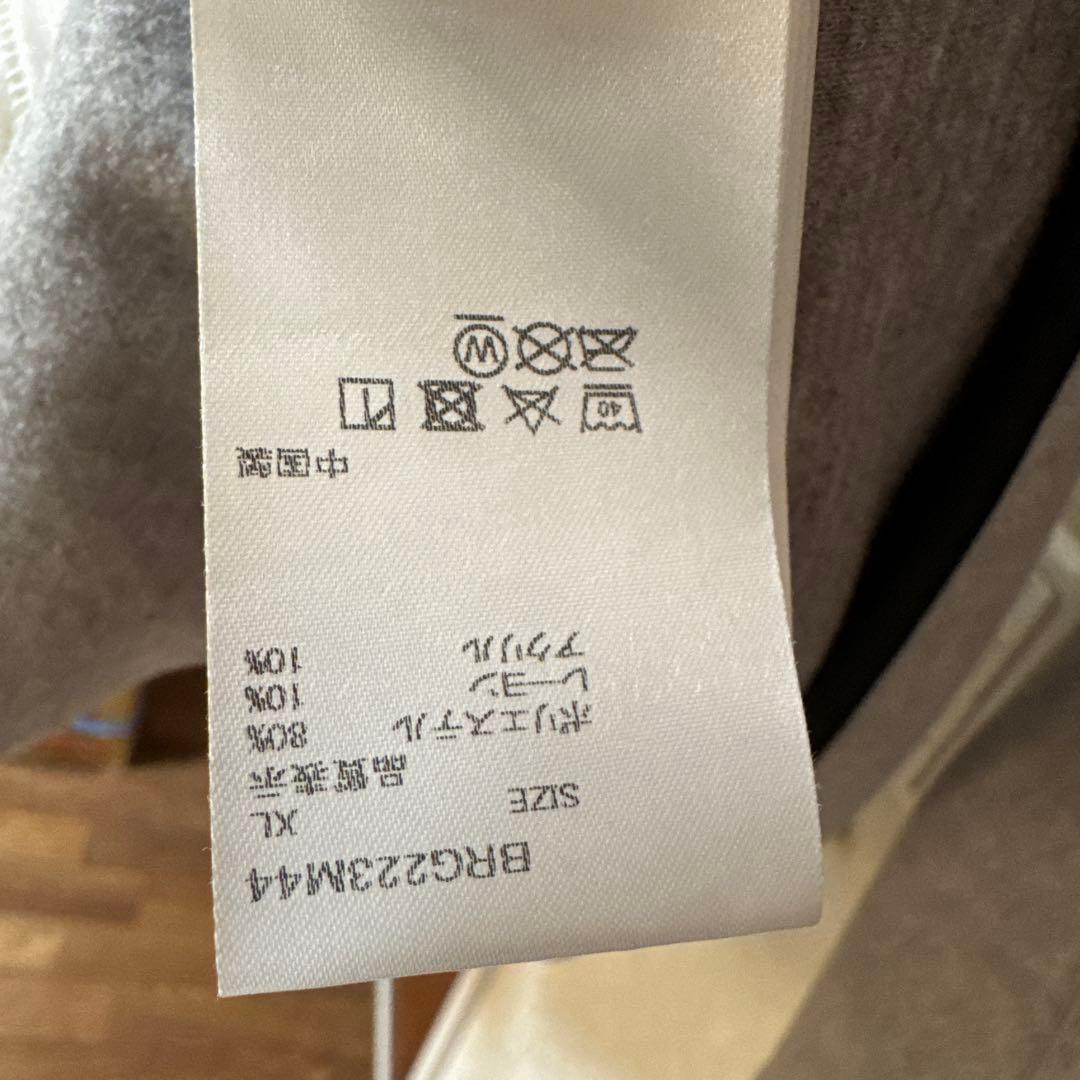 BRG223M44
SIZE XL
品質表示
ポリエステル 80%
レーヨン 10%
アクリル 10%
中国製
40
W